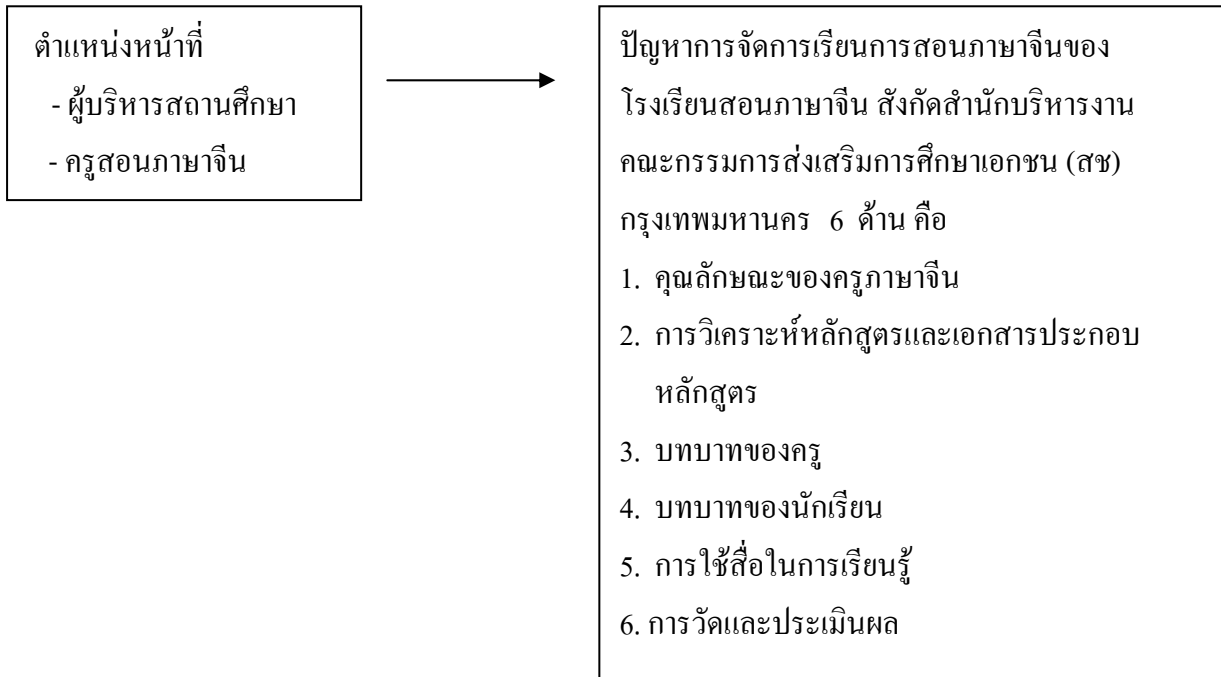 ตำแหน่งหน้าที่
- ผู้บริหารสถานศึกษา
- ครูสอนภาษาจีน
ปัญหาการจัดการเรียนการสอนภาษาจีนของ
โรงเรียนสอนภาษาจีน สังกัดสำนักบริหารงาน
คณะกรรมการส่งเสริมการศึกษาเอกชน (สช)
กรุงเทพมหานคร 6 ด้าน คือ
1. คุณลักษณะของครูภาษาจีน
2. การวิเคราะห์หลักสูตรและเอกสารประกอบ
หลักสูตร
3. บทบาทของครู
4. บทบาทของนักเรียน
5. การใช้สื่อในการเรียนรู้
6. การวัดและประเมินผล